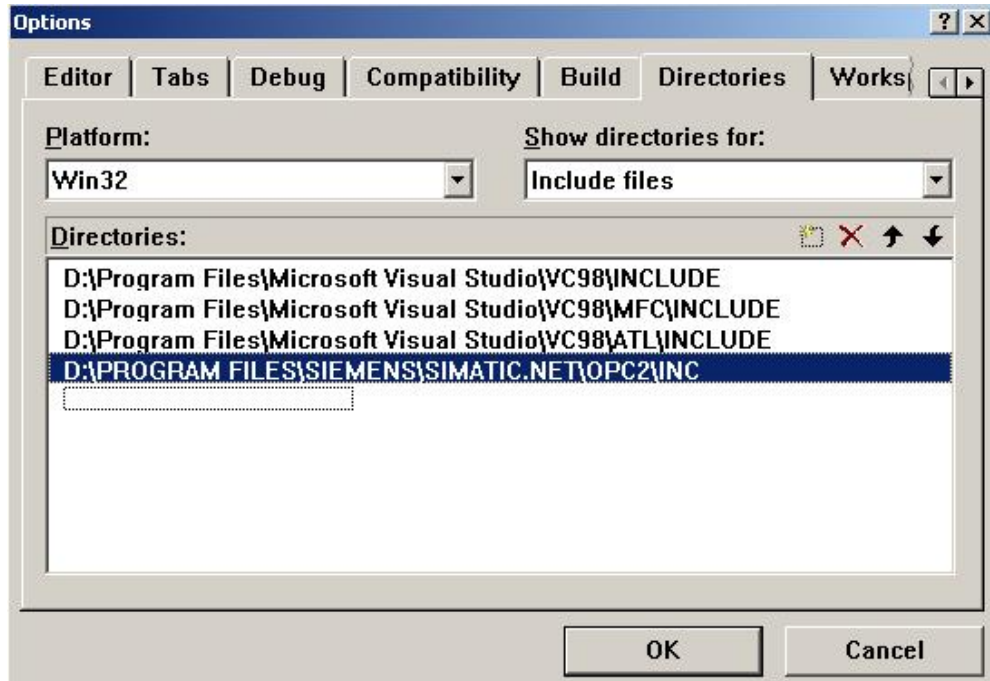 Options
Editor Tabs Debug Compatibility Build Directories
Platform: Show directories for:
Win32 Include files
Directories:
D:\Program Files\Microsoft Visual Studio\VC98\INCLUDE
D:\Program Files\Microsoft Visual Studio\VC98\MFC\INCLUDE
D:\Program Files\Microsoft Visual Studio\VC98\ATL\INCLUDE
D:\PROGRAM FILES\SIEMENS\SIMATIC.NET\OPC2\INC
OK Cancel